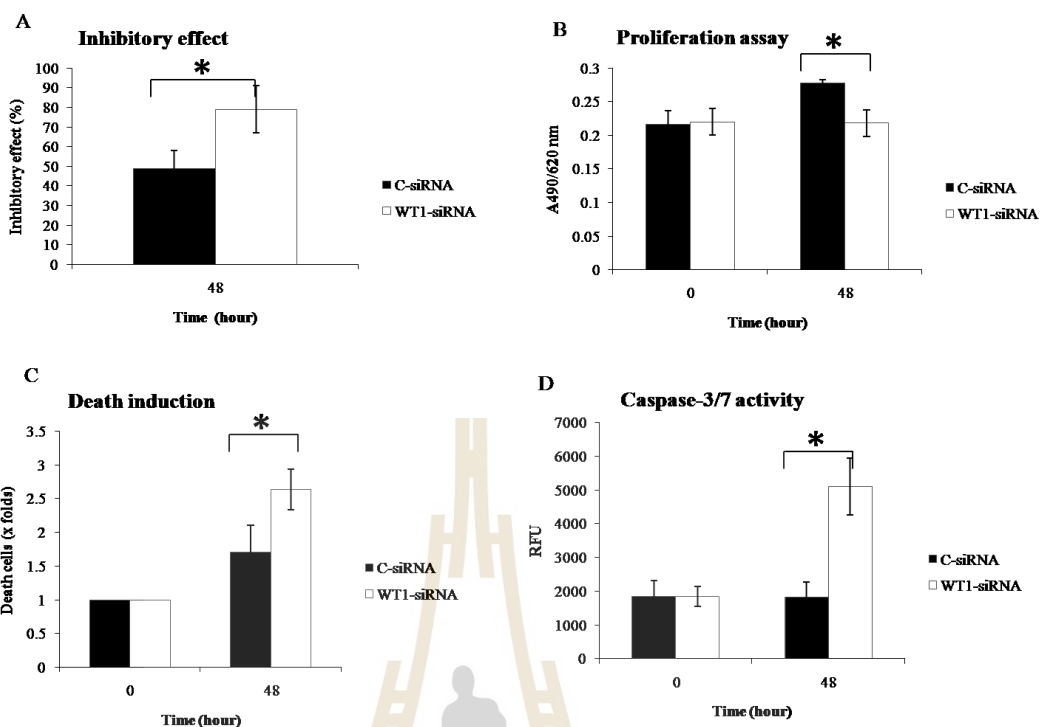 A
Inhibitory effect
*
100
90
80
70
60
50
40
30
20
10
0
Inhibitory effect (%)
48
Time (hour)
C-siRNA
WT1-siRNA
B
Proliferation assay
*
0.3
0.25
0.2
0.15
0.1
0.05
0
A490/620 nm
0 48
Time (hour)
C-siRNA
WT1-siRNA
C
Death induction
*
3.5
3
2.5
2
1.5
1
0.5
0
Death cells (x folds)
0 48
Time (hour)
C-siRNA
WT1-siRNA
D
Caspase-3/7 activity
*
7000
6000
5000
4000
3000
2000
1000
0
RFU
0 48
Time (hour)
C-siRNA
WT1-siRNA